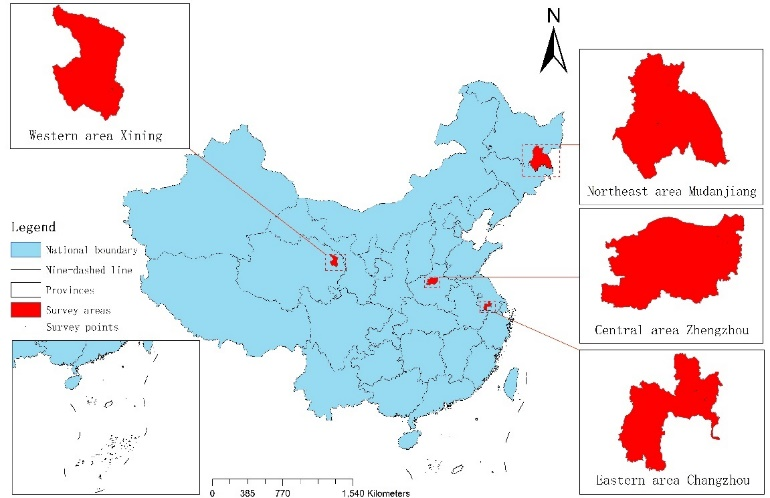 N
Western area Xining
Northeast area Mudanjiang
Legend
National boundary
Nine-dashed line
Provinces
Survey areas
Survey points
Central area Zhengzhou
Eastern area Changzhou
0 385 770 1,540 Kilometers